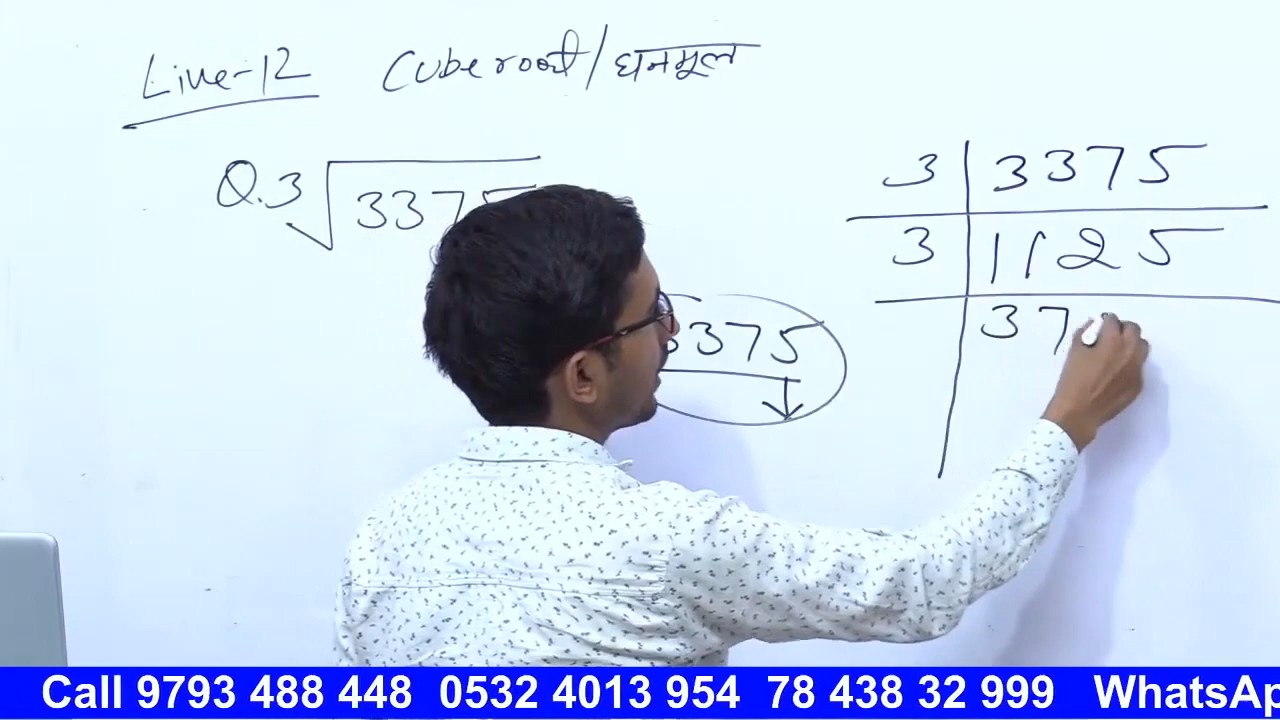 Live-12 Cube root/घनमूल
Q. 3√3375
3375
3 | 3375
3 | 1125
37
Call 9793 488 448 0532 4013 954 78 438 32 999 WhatsAp